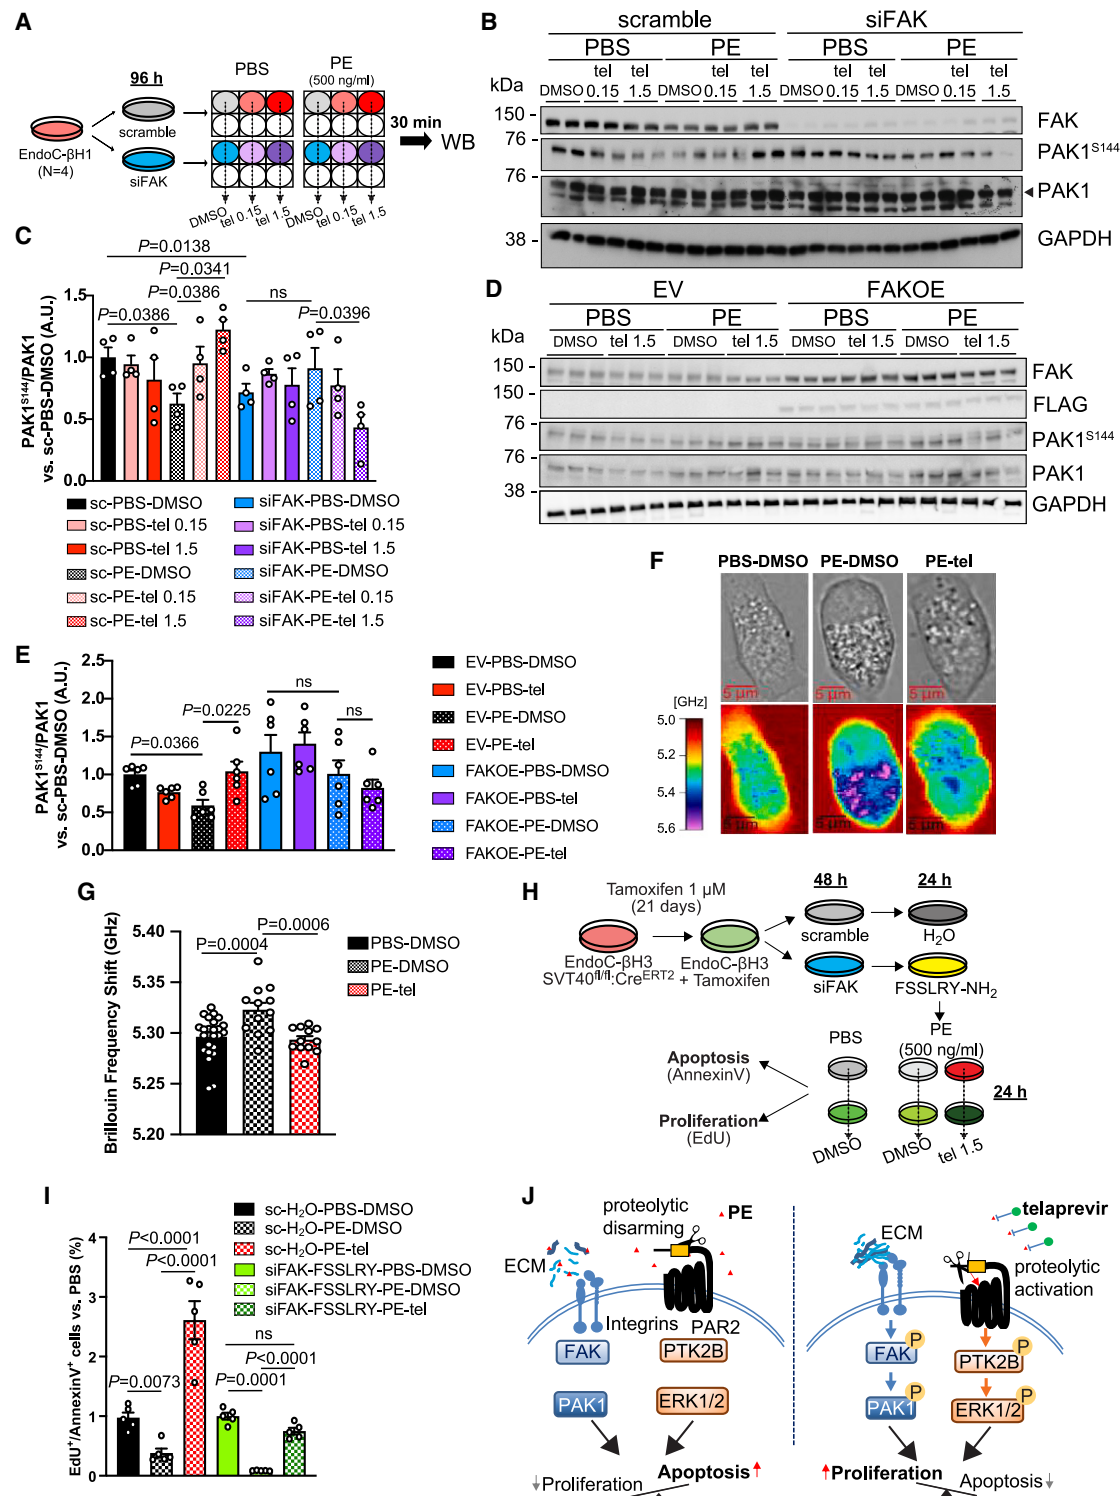 A
96 h
PBS
PE
(500 ng/ml)
scramble
EndoC-βH1
(N=4)
siFAK
30 min
WB
DMSO
tel 0.15
tel 1.5
DMSO
tel 0.15
tel 1.5
B
scramble
siFAK
PBS
PE
PBS
PE
kDa
tel tel tel tel tel tel tel tel
DMSO 0.15 1.5 DMSO 0.15 1.5 DMSO 0.15 1.5 DMSO 0.15 1.5
150
FAK
76
PAK1S144
76
PAK1
38
GAPDH
C
P=0.0138
P=0.0341
P=0.0386
P=0.0386
ns
P=0.0396
PAK1S144/PAK1
vs. sc-PBS-DMSO (A.U.)
1.5
1.0
0.5
0.0
sc-PBS-DMSO
sc-PBS-tel 0.15
sc-PBS-tel 1.5
sc-PE-DMSO
sc-PE-tel 0.15
sc-PE-tel 1.5
siFAK-PBS-DMSO
siFAK-PBS-tel 0.15
siFAK-PBS-tel 1.5
siFAK-PE-DMSO
siFAK-PE-tel 0.15
siFAK-PE-tel 1.5
D
EV
FAKOE
PBS
PE
PBS
PE
kDa
DMSO tel 1.5 DMSO tel 1.5 DMSO tel 1.5 DMSO tel 1.5
150
FAK
150
FLAG
76
PAK1S144
76
PAK1
38
GAPDH
E
PAK1S144/PAK1
vs. sc-PBS-DMSO (A.U.)
2.5
2.0
1.5
1.0
0.5
0.0
P=0.0366
P=0.0225
ns
ns
EV-PBS-DMSO
EV-PBS-tel
EV-PE-DMSO
EV-PE-tel
FAKOE-PBS-DMSO
FAKOE-PBS-tel
FAKOE-PE-DMSO
FAKOE-PE-tel
F
PBS-DMSO
PE-DMSO
PE-tel
5 μm
5 μm
5 μm
[GHz]
5.0
5.2
5.4
5.6
5 μm
5 μm
5 μm
G
Brillouin Frequency Shift (GHz)
5.40
5.35
5.30
5.25
5.20
P=0.0006
P=0.0004
PBS-DMSO
PE-DMSO
PE-tel
H
Tamoxifen 1 μM
(21 days)
48 h
24 h
EndoC-βH3
SVT40fl/fl:CreERT2
EndoC-βH3
+ Tamoxifen
scramble
H2O
siFAK
FSSLRY-NH2
PBS
PE
(500 ng/ml)
Apoptosis
(AnnexinV)
Proliferation
(EdU)
24 h
DMSO
DMSO
tel 1.5
I
EdU+/AnnexinV+ cells vs. PBS (%)
4
3
2
1
0
P<0.0001
P<0.0001
P=0.0073
ns
P<0.0001
P=0.0001
sc-H2O-PBS-DMSO
sc-H2O-PE-DMSO
sc-H2O-PE-tel
siFAK-FSSLRY-PBS-DMSO
siFAK-FSSLRY-PE-DMSO
siFAK-FSSLRY-PE-tel
J
proteolytic
disarming
PE
ECM
Integrins
PAR2
FAK
PTK2B
PAK1
ERK1/2
Proliferation
Apoptosis
telaprevir
ECM
proteolytic
activation
FAK
P
PTK2B
P
PAK1
P
ERK1/2
P
Proliferation
Apoptosis